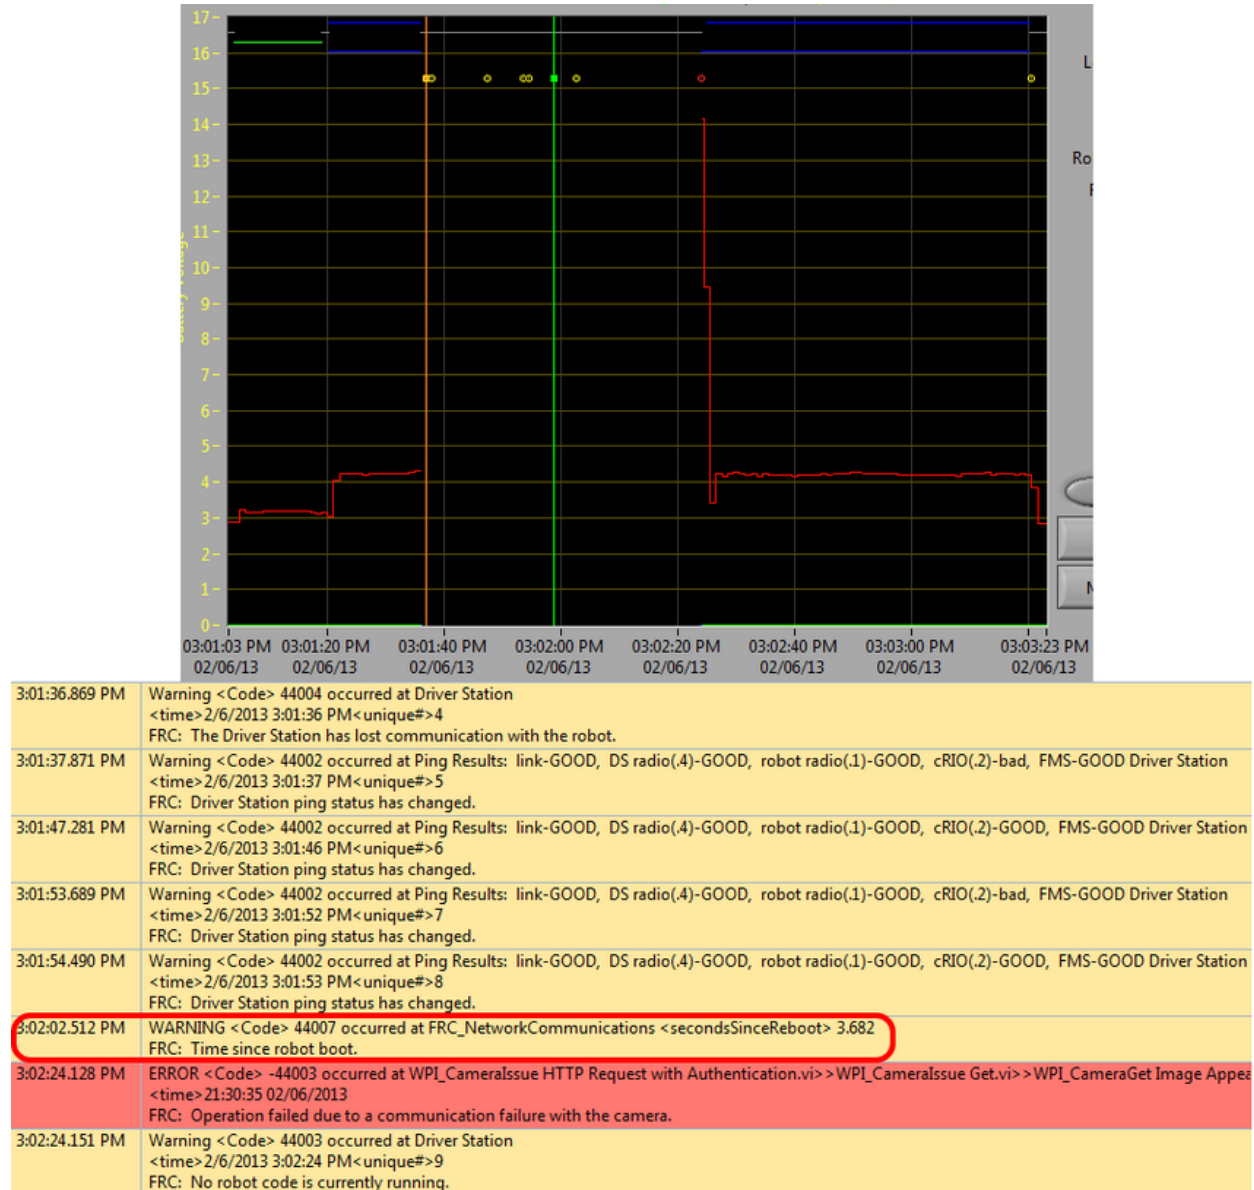 17-
16-
15-
14-
13-
12-
11-
10-
9-
8-
7-
6-
5-
4-
3-
2-
1-
0-
Battery Voltage
L
Ro
F
N
03:01:03 PM 03:01:20 PM 03:01:40 PM 03:02:00 PM 03:02:20 PM 03:02:40 PM 03:03:00 PM 03:03:23 PM
02/06/13 02/06/13 02/06/13 02/06/13 02/06/13 02/06/13 02/06/13 02/06/13
3:01:36.869 PM Warning <Code> 44004 occurred at Driver Station
<time>2/6/2013 3:01:36 PM<unique#>4
FRC: The Driver Station has lost communication with the robot.
3:01:37.871 PM Warning <Code> 44002 occurred at Ping Results: link-GOOD, DS radio(.4)-GOOD, robot radio(.1)-GOOD, cRIO(.2)-bad, FMS-GOOD Driver Station
<time>2/6/2013 3:01:37 PM<unique#>5
FRC: Driver Station ping status has changed.
3:01:47.281 PM Warning <Code> 44002 occurred at Ping Results: link-GOOD, DS radio(.4)-GOOD, robot radio(.1)-GOOD, cRIO(.2)-GOOD, FMS-GOOD Driver Station
<time>2/6/2013 3:01:46 PM<unique#>6
FRC: Driver Station ping status has changed.
3:01:53.689 PM Warning <Code> 44002 occurred at Ping Results: link-GOOD, DS radio(.4)-GOOD, robot radio(.1)-GOOD, cRIO(.2)-bad, FMS-GOOD Driver Station
<time>2/6/2013 3:01:52 PM<unique#>7
FRC: Driver Station ping status has changed.
3:01:54.490 PM Warning <Code> 44002 occurred at Ping Results: link-GOOD, DS radio(.4)-GOOD, robot radio(.1)-GOOD, cRIO(.2)-GOOD, FMS-GOOD Driver Station
<time>2/6/2013 3:01:53 PM<unique#>8
FRC: Driver Station ping status has changed.
3:02:02.512 PM WARNING <Code> 44007 occurred at FRC_NetworkCommunications <secondsSinceReboot> 3.682
FRC: Time since robot boot.
3:02:24.128 PM ERROR <Code> -44003 occurred at WPI_CameraIssue HTTP Request with Authentication.vi>>WPI_CameraIssue Get.vi>>WPI_CameraGet Image Appea
<time>21:30:35 02/06/2013
FRC: Operation failed due to a communication failure with the camera.
3:02:24.151 PM Warning <Code> 44003 occurred at Driver Station
<time>2/6/2013 3:02:24 PM<unique#>9
FRC: No robot code is currently running.